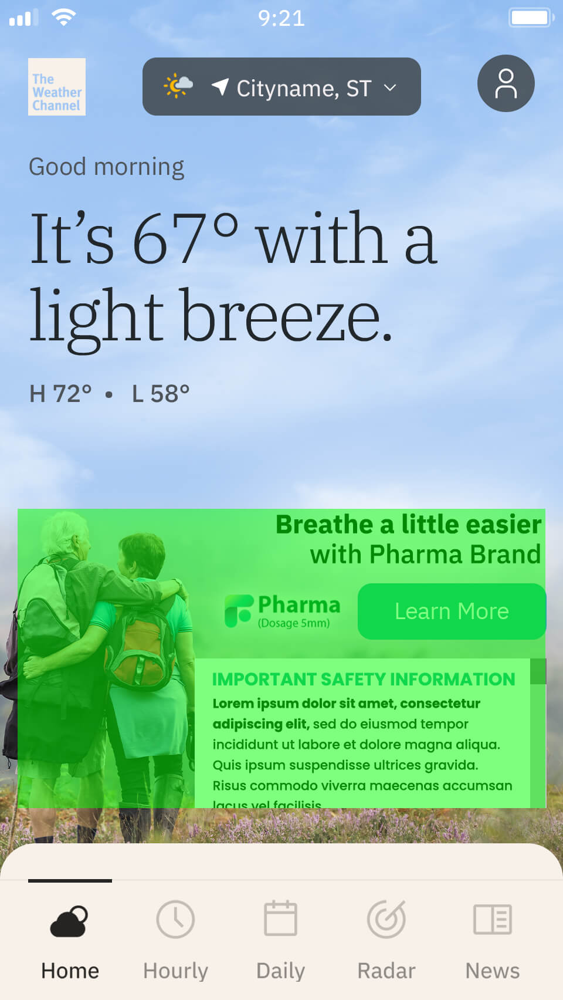 9:21
The
Weather
Channel
Cityname, ST
Good morning
It’s 67° with a
light breeze.
H 72° • L 58°
Breathe a little easier
with Pharma Brand
Pharma
(Dosage 5mm)
Learn More
IMPORTANT SAFETY INFORMATION
Lorem ipsum dolor sit amet, consectetur
adipiscing elit, sed do eiusmod tempor
incididunt ut labore et dolore magna aliqua.
Quis ipsum suspendisse ultrices gravida.
Risus commodo viverra maecenas accumsan
lacus vel facilisis
Home Hourly Daily Radar News